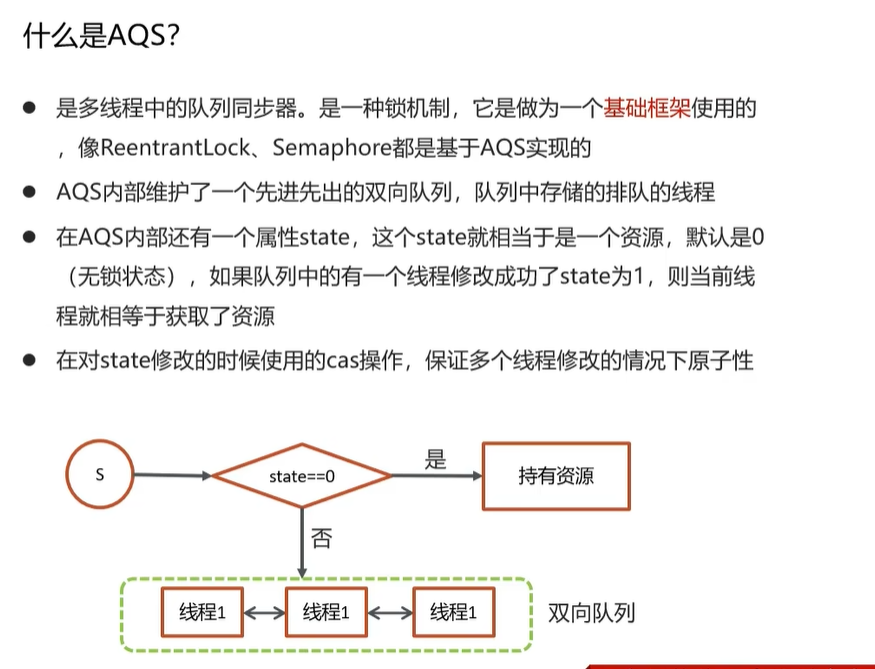 什么是AQS？
● 是多线程中的队列同步器。是一种锁机制，它是做为一个基础框架使用的
，像ReentrantLock、Semaphore都是基于AQS实现的
● AQS内部维护了一个先进先出的双向队列，队列中存储的排队的线程
● 在AQS内部还有一个属性state，这个state就相当于是一个资源，默认是0
（无锁状态），如果队列中的有一个线程修改成功了state为1，则当前线
程就相等于获取了资源
● 在对state修改的时候使用的cas操作，保证多个线程修改的情况下原子性
S
state==0
是
持有资源
否
线程1
线程1
线程1
双向队列